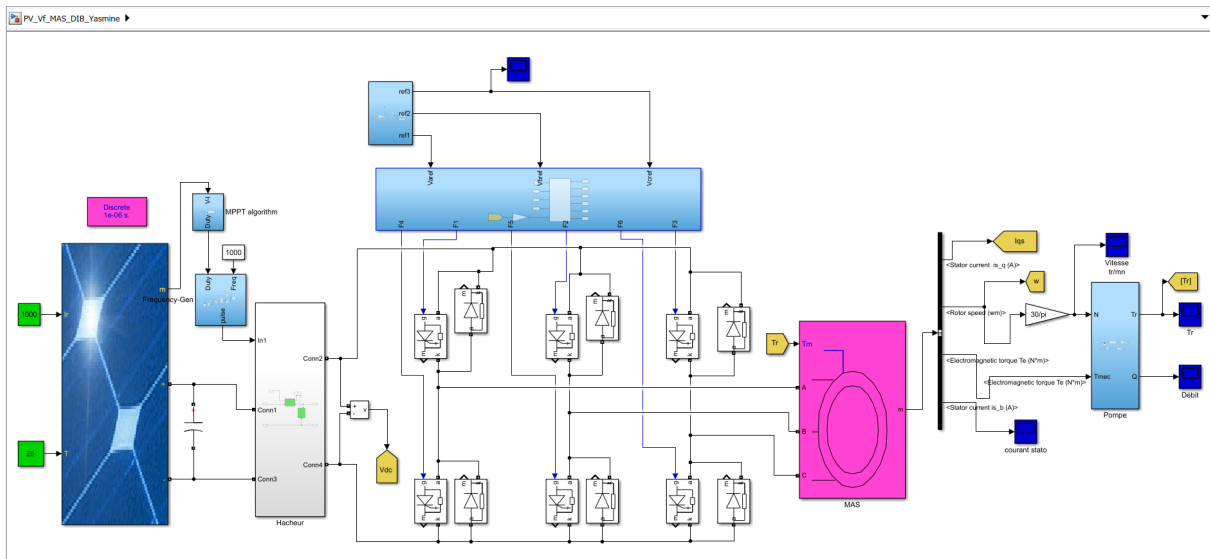 PV_Vf_MAS_DIB_Yasmine
ref3
ref2
ref1
Varef
Vbref
Vcref
F4
F1
F5
F2
F6
F3
Discrete
1e-06 s.
V-I
Duty
MPPT algorithm
1000
Duty
Freq
pulse
Frequency-Gen
m
1000
25
T
+
-
In1
Conn1
Conn2
Conn3
Conn4
Hacheur
+
-
v
Vdc
g
a
m
k
g
a
m
k
g
a
m
k
g
a
m
k
g
a
m
k
g
a
m
k
Tr
Tm
A
B
C
m
MAS
Iqs
<Stator current is_q (A)>
w
<Rotor speed (wm)>
30/pi
<Electromagnetic torque Te (N*m)>
<Electromagnetic torque Te (N*m)>
<Stator current is_b (A)>
courant stato
Vitesse
tr/mn
N
Tmec
Tr
Q
Pompe
[Tr]
Tr
Débit